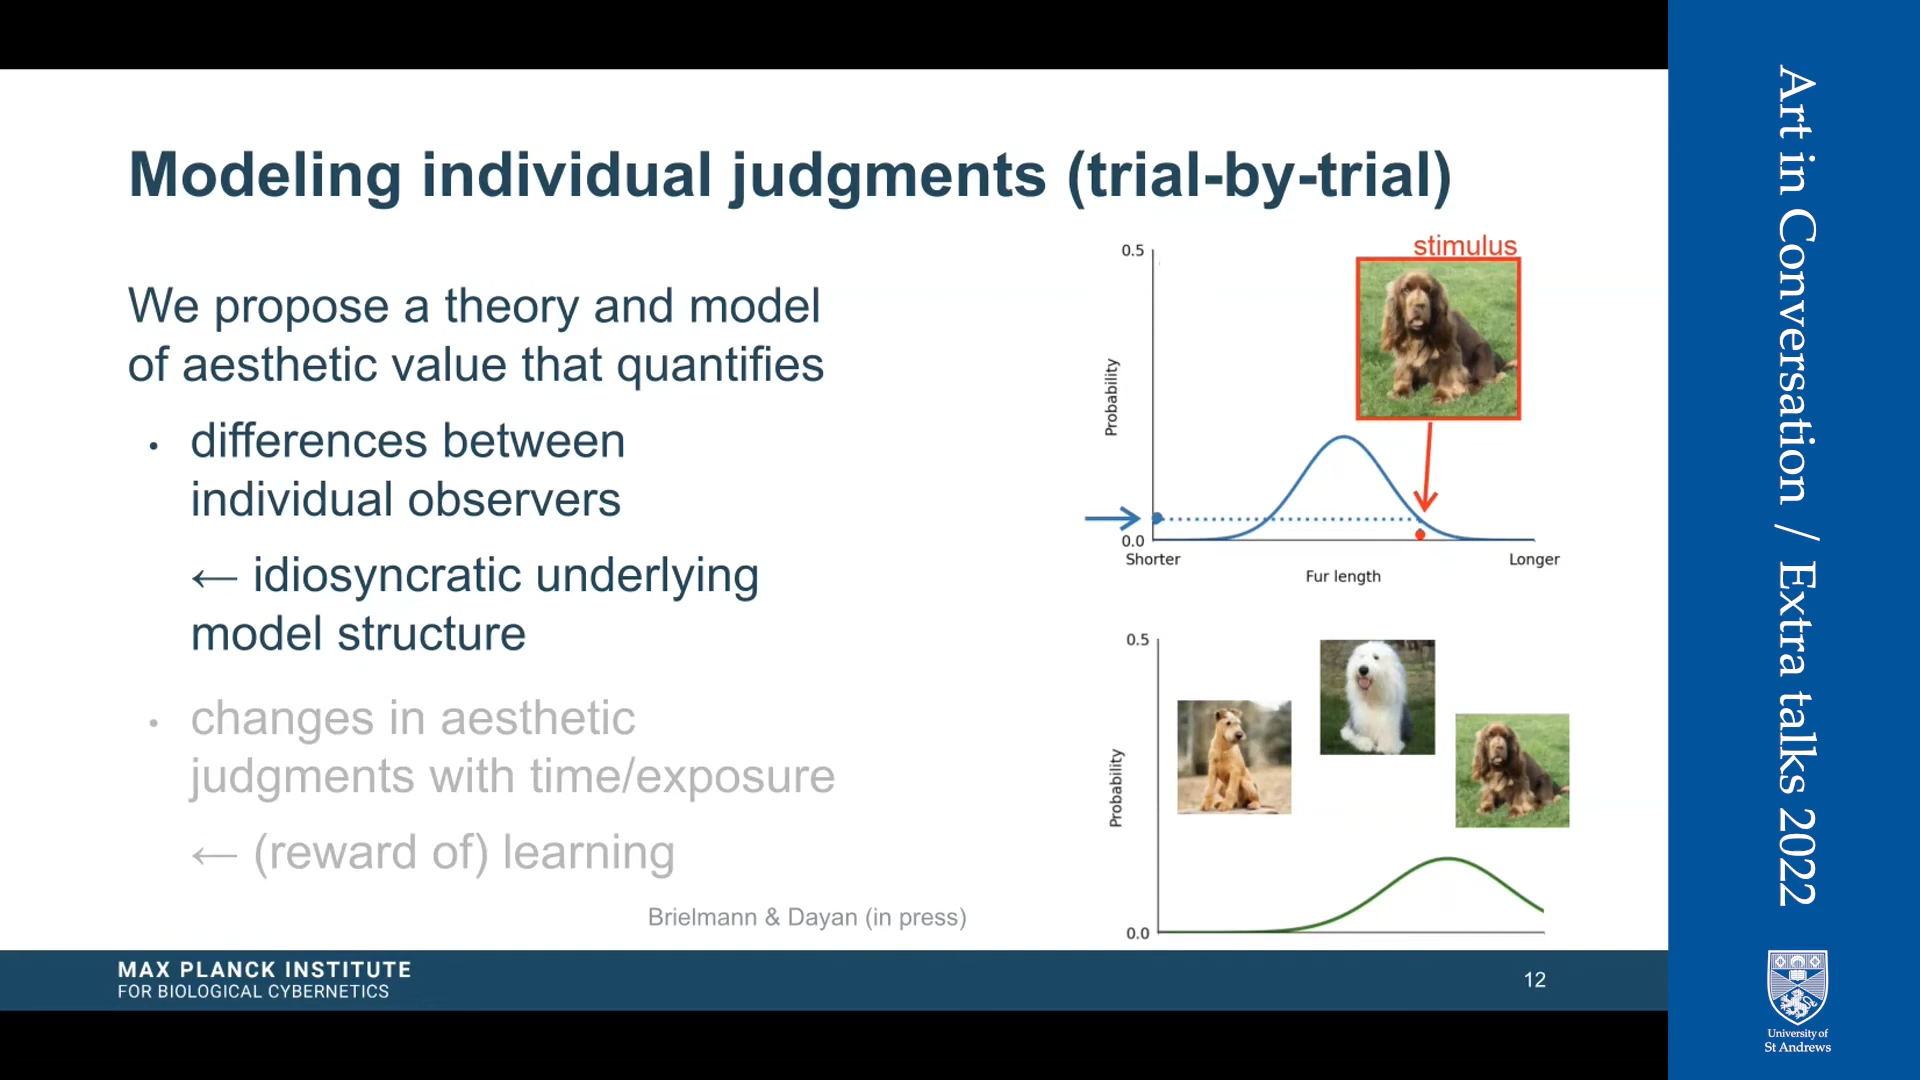 Modeling individual judgments (trial-by-trial)
We propose a theory and model
of aesthetic value that quantifies
• differences between
individual observers
← idiosyncratic underlying
model structure
• changes in aesthetic
judgments with time/exposure
← (reward of) learning
Brielmann & Dayan (in press)
stimulus
0.5
Probability
0.0
Shorter
Longer
Fur length
0.5
Probability
0.0
MAX PLANCK INSTITUTE
FOR BIOLOGICAL CYBERNETICS
12
Art in Conversation / Extra talks 2022
University of
St Andrews